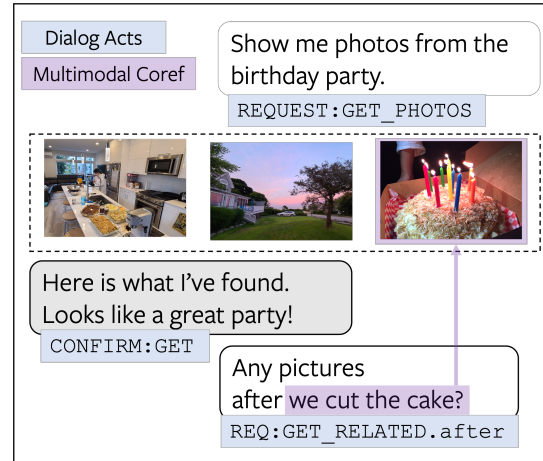 Dialog Acts
Multimodal Coref
Show me photos from the
birthday party.
REQUEST:GET_PHOTOS
Here is what I've found.
Looks like a great party!
CONFIRM:GET
Any pictures
after we cut the cake?
REQ:GET_RELATED.after